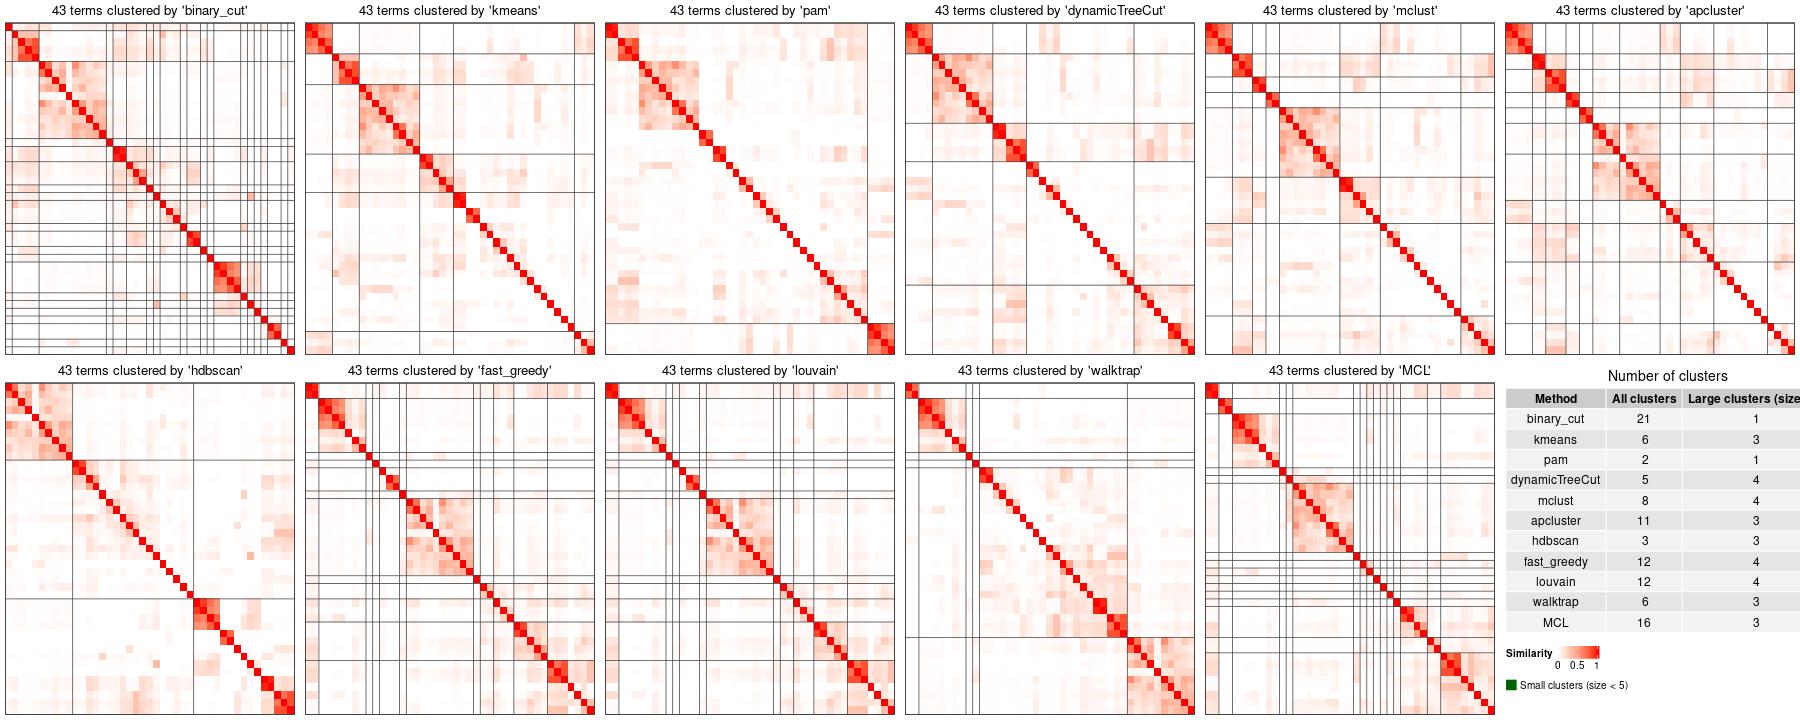 43 terms clustered by 'binary_cut'
43 terms clustered by 'kmeans'
43 terms clustered by 'pam'
43 terms clustered by 'dynamicTreeCut'
43 terms clustered by 'mclust'
43 terms clustered by 'apcluster'
43 terms clustered by 'hdbscan'
43 terms clustered by 'fast_greedy'
43 terms clustered by 'louvain'
43 terms clustered by 'walktrap'
43 terms clustered by 'MCL'
Number of clusters
Method All clusters Large clusters (size
binary_cut 21 1
kmeans 6 3
pam 2 1
dynamicTreeCut 5 4
mclust 8 4
apcluster 11 3
hdbscan 3 3
fast_greedy 12 4
louvain 12 4
walktrap 6 3
MCL 16 3
Similarity
0 0.5 1
Small clusters (size < 5)